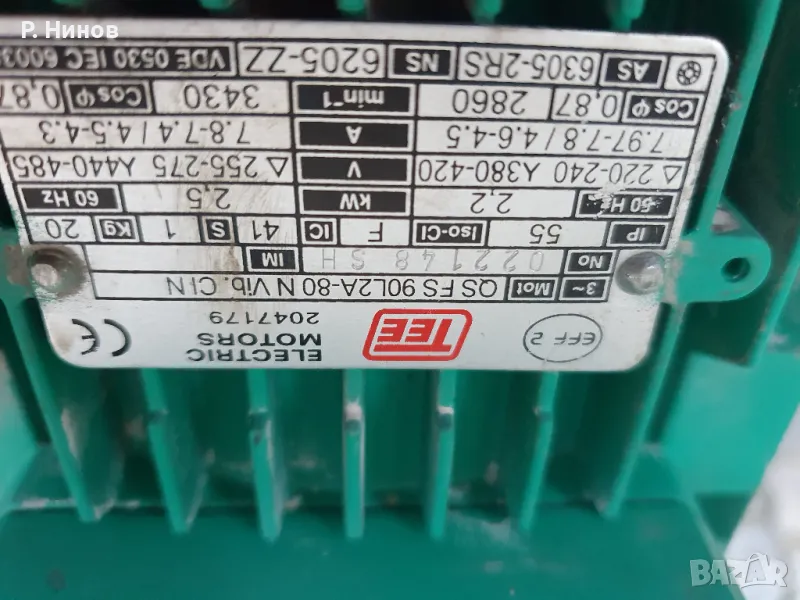 P. Нинов
EFF 2
TEE
ELECTRIC
MOTORS
2047179
CE
3~ Mot QS FS 90L2A-80 N Vib. Cl-N
No 022148 SH IM
IP 55 Iso-Cl F IC 41 S 1 Kg 20
50 Hz 2,2 kW 2,5 60 Hz
Δ 220-240 Y 380-420 V Δ 255-275 Y 440-485
7.97-7.8 / 4.6-4.5 A 7.8-7.4 / 4.5-4.3
Cos φ 0,87 2860 min⁻¹ 3430 Cos φ 0,87
AS 6305-2RS NS 6205-ZZ VDE 0530 IEC 6003
BAZAR